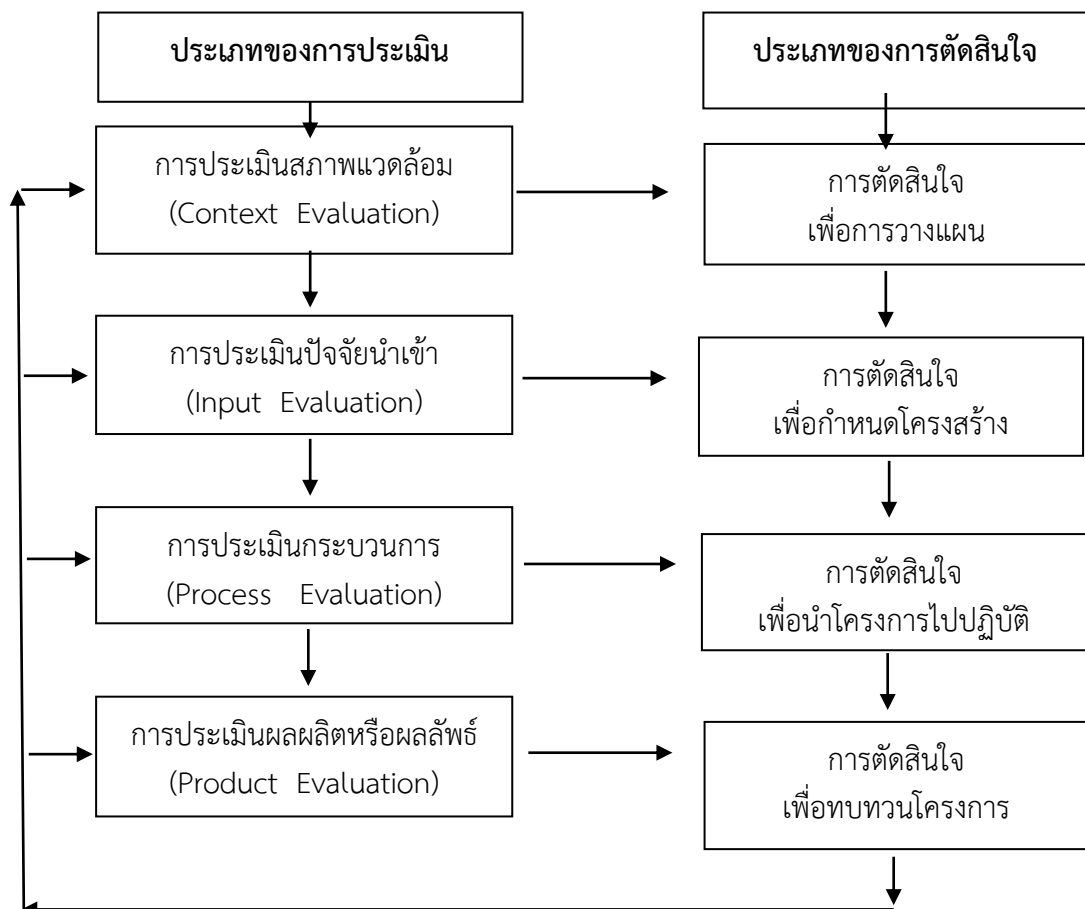 ประเภทของการประเมิน
ประเภทของการตัดสินใจ
การประเมินสภาพแวดล้อม
(Context Evaluation)
การตัดสินใจ
เพื่อการวางแผน
การประเมินปัจจัยนำเข้า
(Input Evaluation)
การตัดสินใจ
เพื่อกำหนดโครงสร้าง
การประเมินกระบวนการ
(Process Evaluation)
การตัดสินใจ
เพื่อนำโครงการไปปฏิบัติ
การประเมินผลผลิตหรือผลลัพธ์
(Product Evaluation)
การตัดสินใจ
เพื่อทบทวนโครงการ